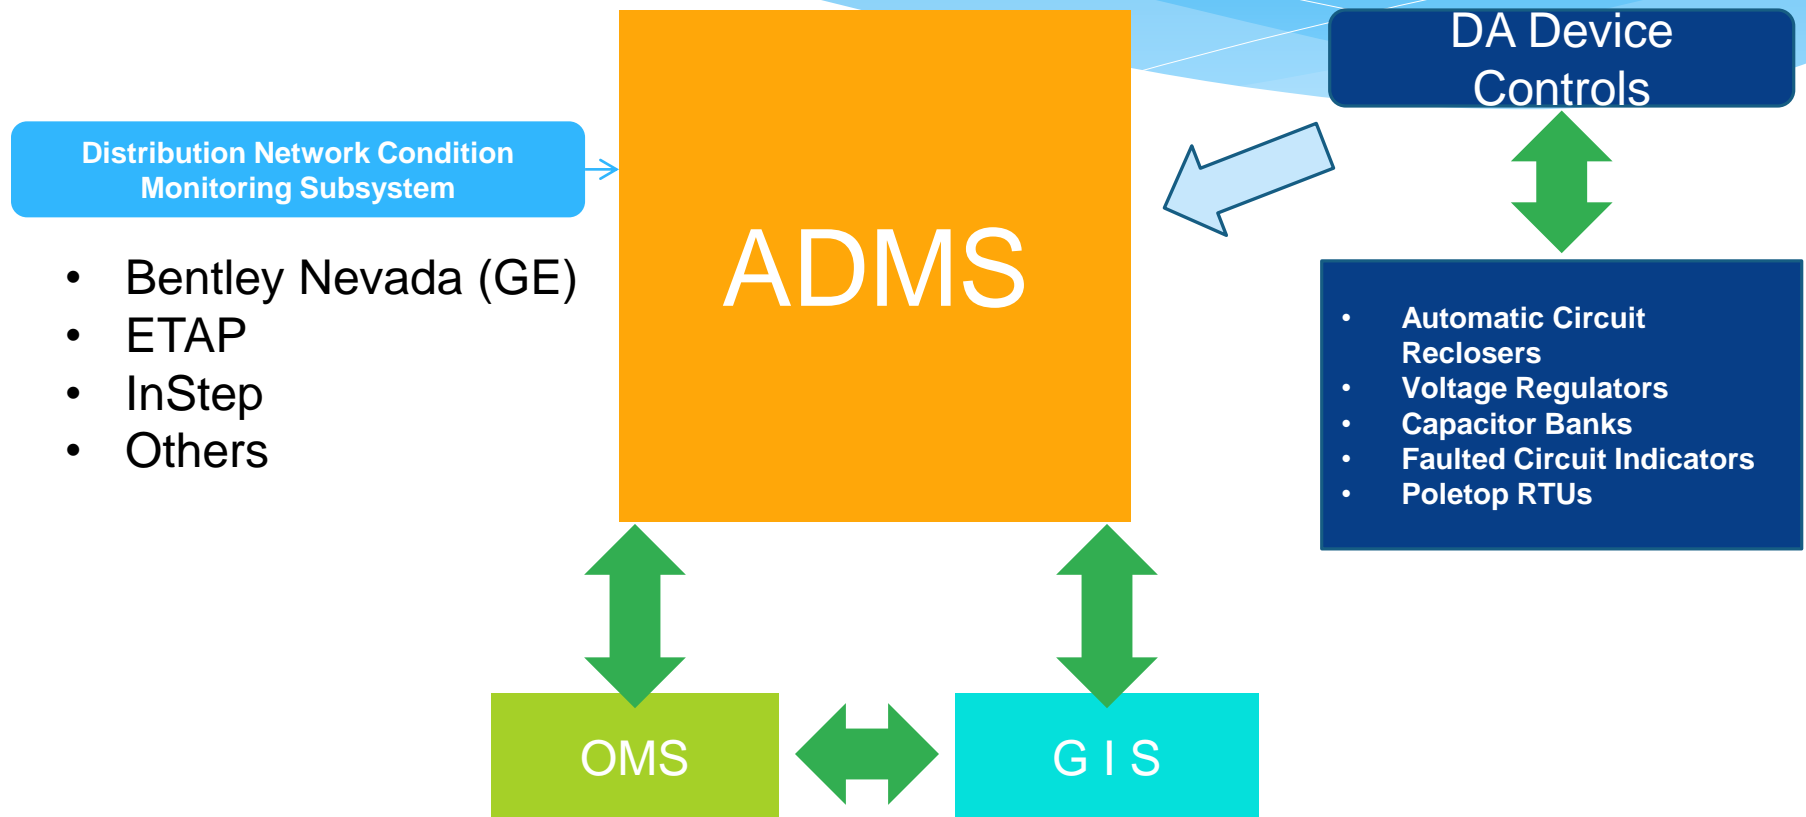 DA Device
Controls
Distribution Network Condition
Monitoring Subsystem
• Bentley Nevada (GE)
• ETAP
• InStep
• Others
ADMS
• Automatic Circuit
Reclosers
• Voltage Regulators
• Capacitor Banks
• Faulted Circuit Indicators
• Poletop RTUs
OMS
G I S